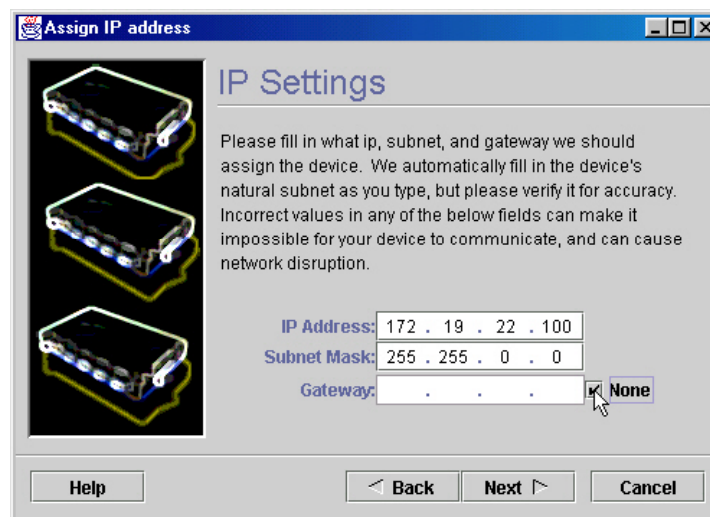 Assign IP address
IP Settings
Please fill in what ip, subnet, and gateway we should
assign the device. We automatically fill in the device's
natural subnet as you type, but please verify it for accuracy.
Incorrect values in any of the below fields can make it
impossible for your device to communicate, and can cause
network disruption.
IP Address: 172 . 19 . 22 . 100
Subnet Mask: 255 . 255 . 0 . 0
Gateway: . . . None
Help Back Next Cancel